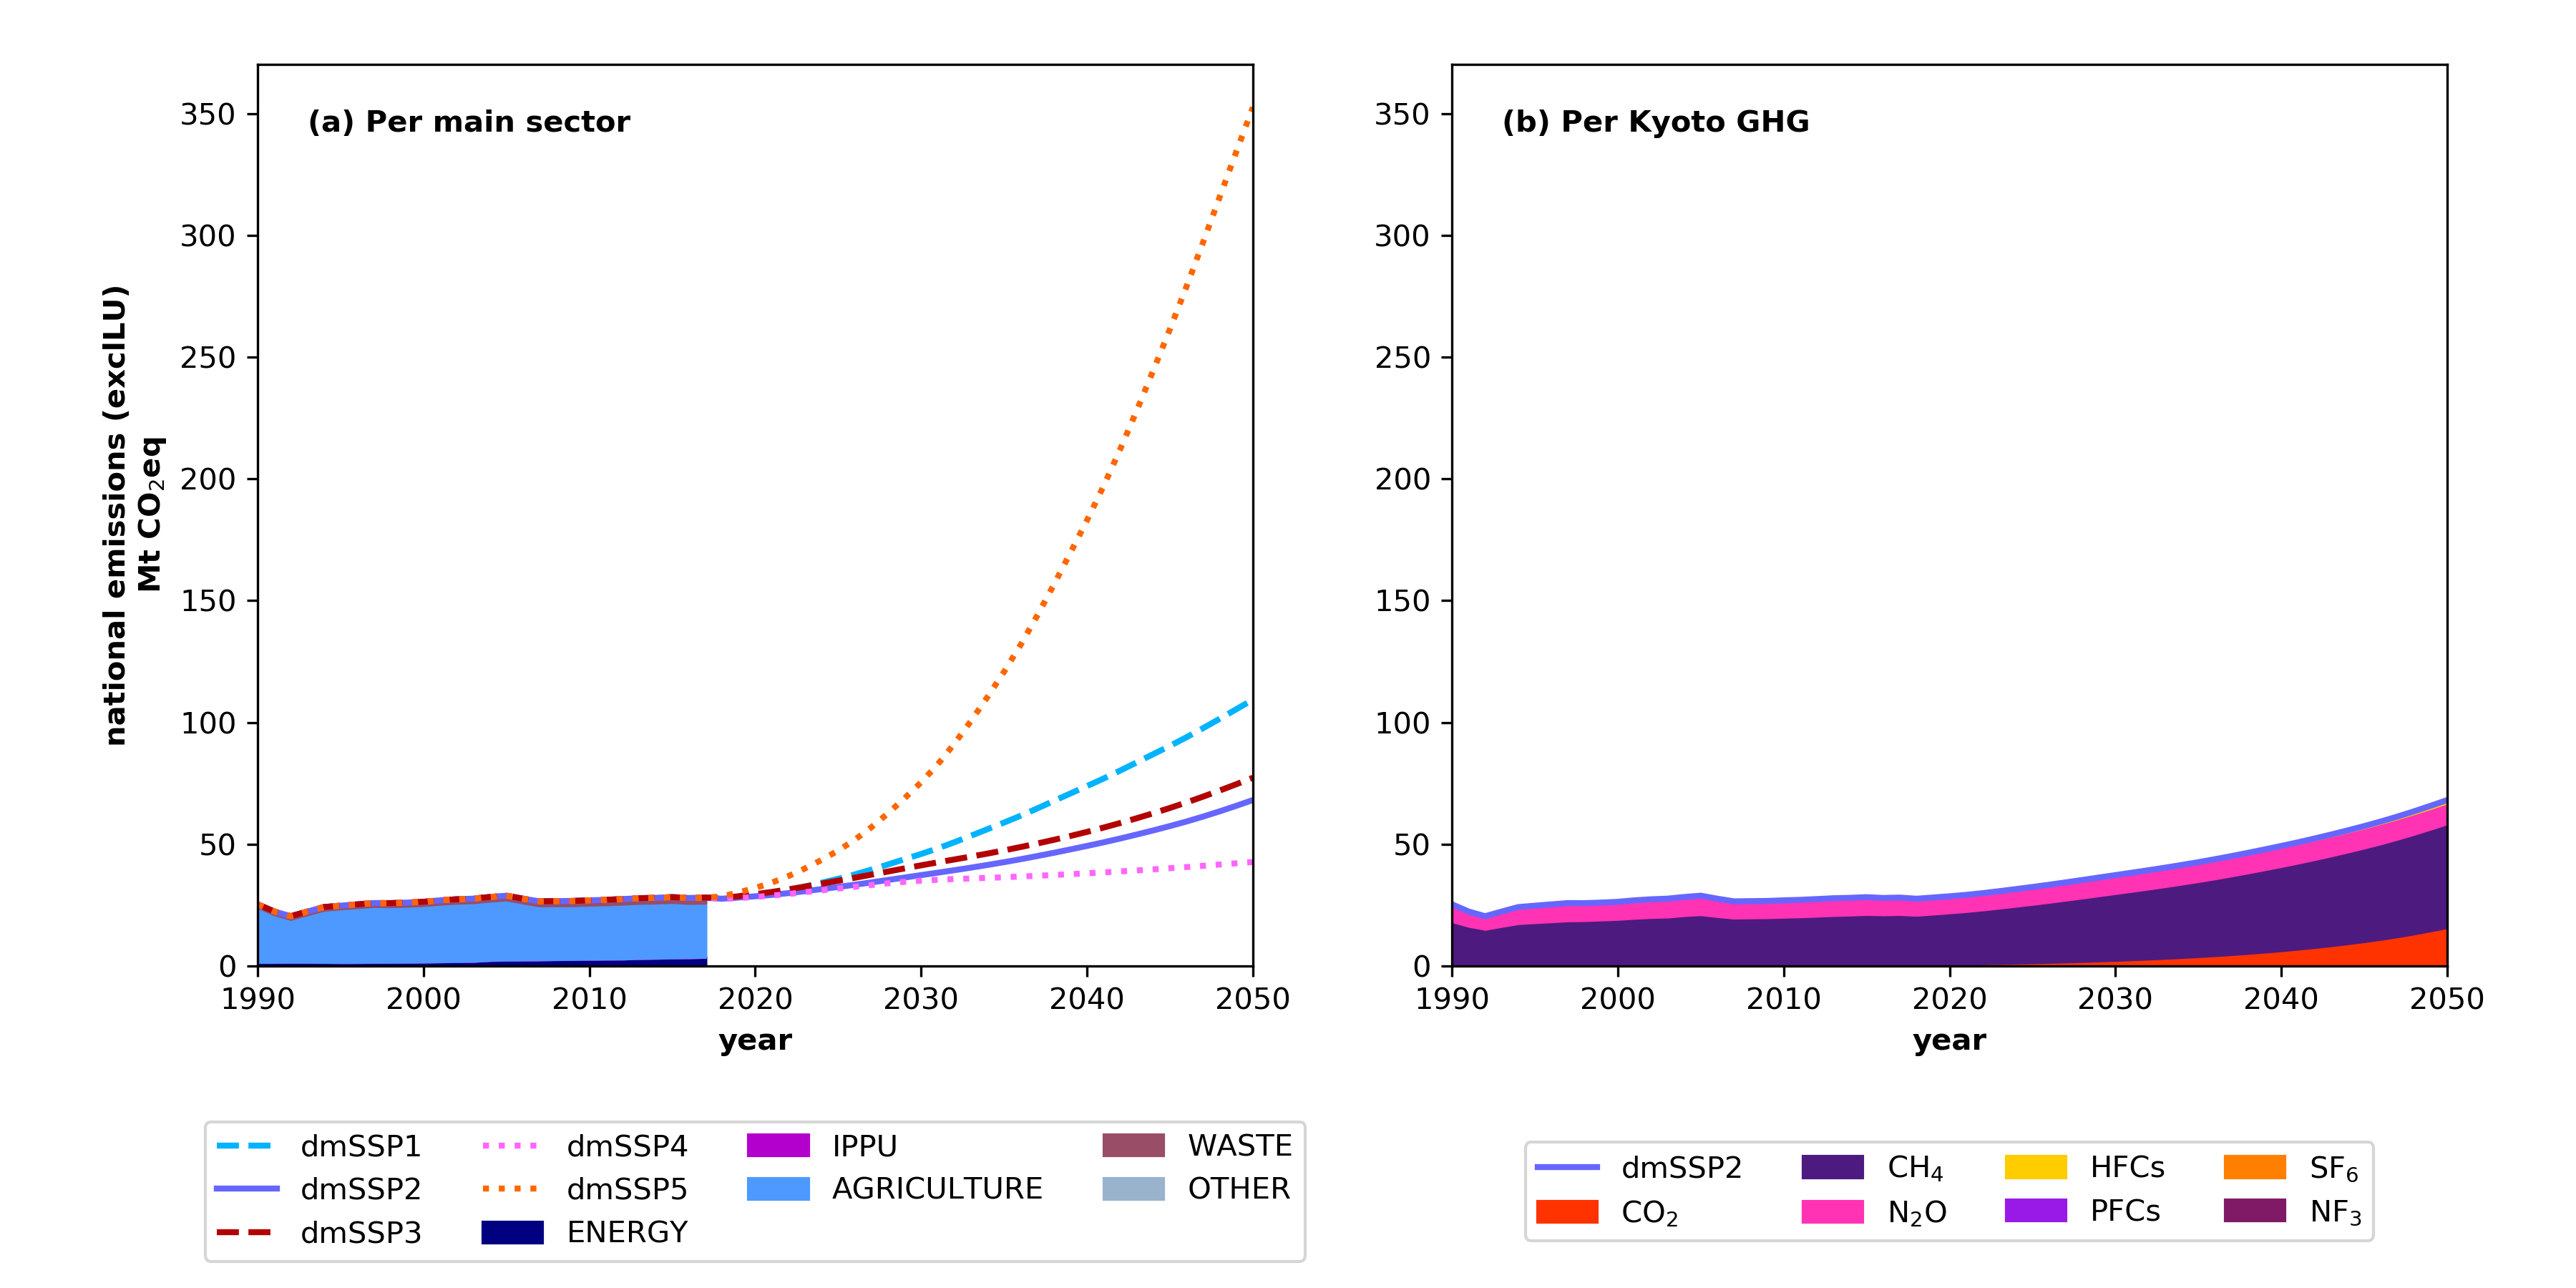 (a) Per main sector
350
300
250
200
150
100
50
0
national emissions (exclLU)
Mt CO₂eq
1990 2000 2010 2020 2030 2040 2050
year
dmSSP1 dmSSP4 IPPU WASTE
dmSSP2 dmSSP5 AGRICULTURE OTHER
dmSSP3 ENERGY
(b) Per Kyoto GHG
350
300
250
200
150
100
50
0
1990 2000 2010 2020 2030 2040 2050
year
dmSSP2 CH₄ HFCs SF₆
CO₂ N₂O PFCs NF₃